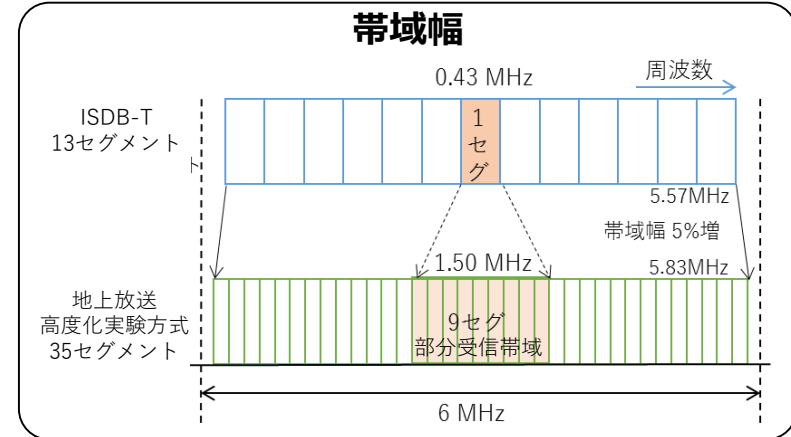 帯域幅
0.43 MHz
周波数
ISDB-T
13セグメント
1
セ
グ
5.57MHz
帯域幅 5%増
1.50 MHz
5.83MHz
地上放送
高度化実験方式
35セグメント
9セグ
部分受信帯域
6 MHz